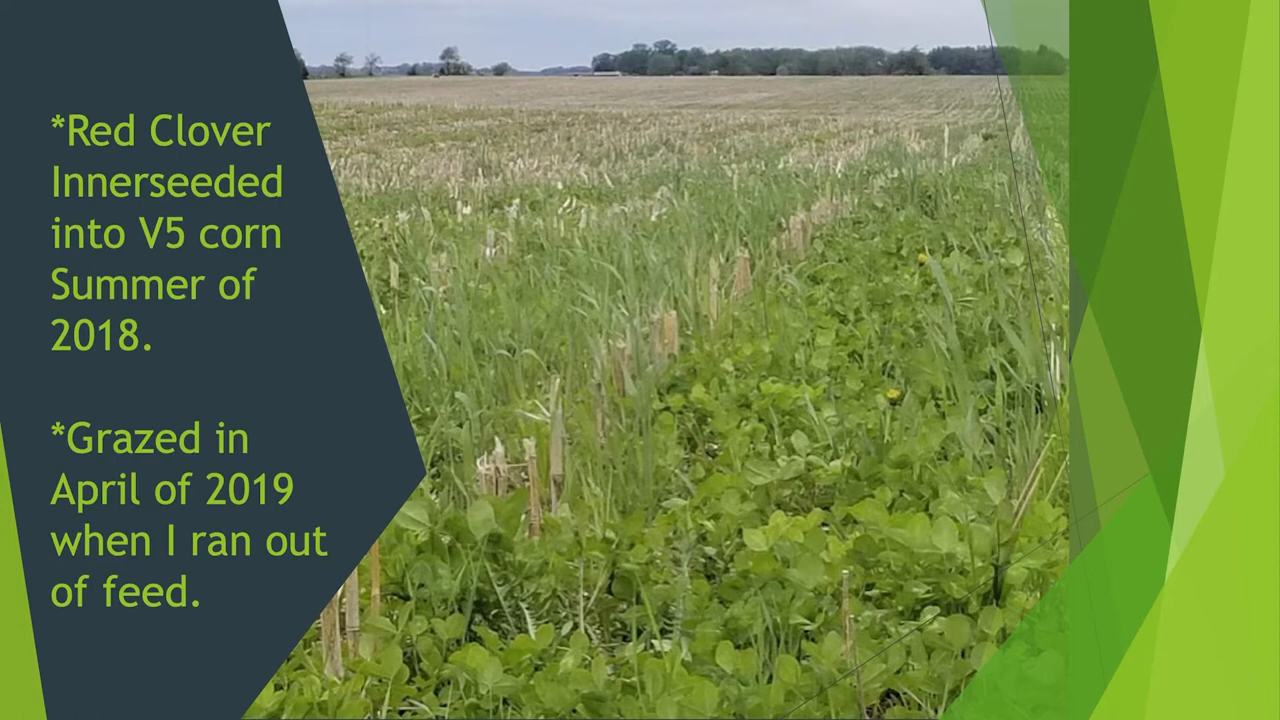 *Red Clover
Innerseeded
into V5 corn
Summer of
2018.
*Grazed in
April of 2019
when I ran out
of feed.